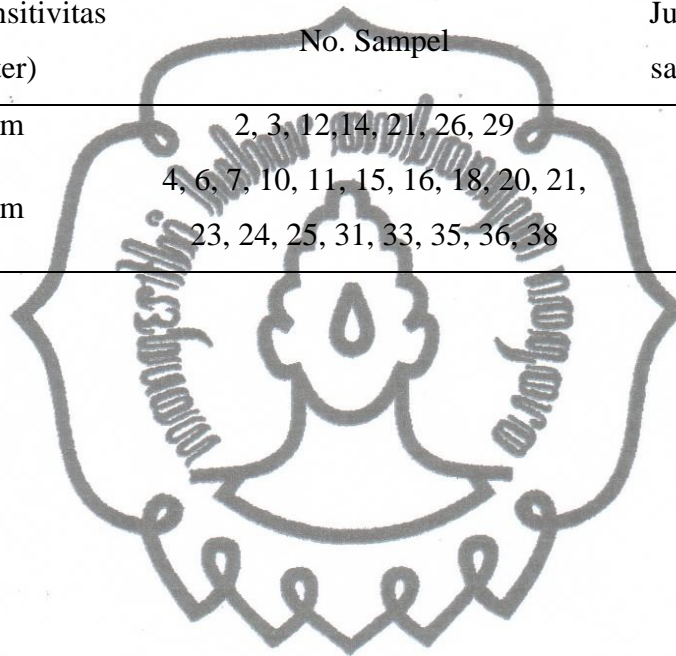 nsitivitas Ju
No. Sampel
ter) sa
m 2, 3, 12,14, 21, 26, 29
4, 6, 7, 10, 11, 15, 16, 18, 20, 21,
m
23, 24, 25, 31, 33, 35, 36, 38